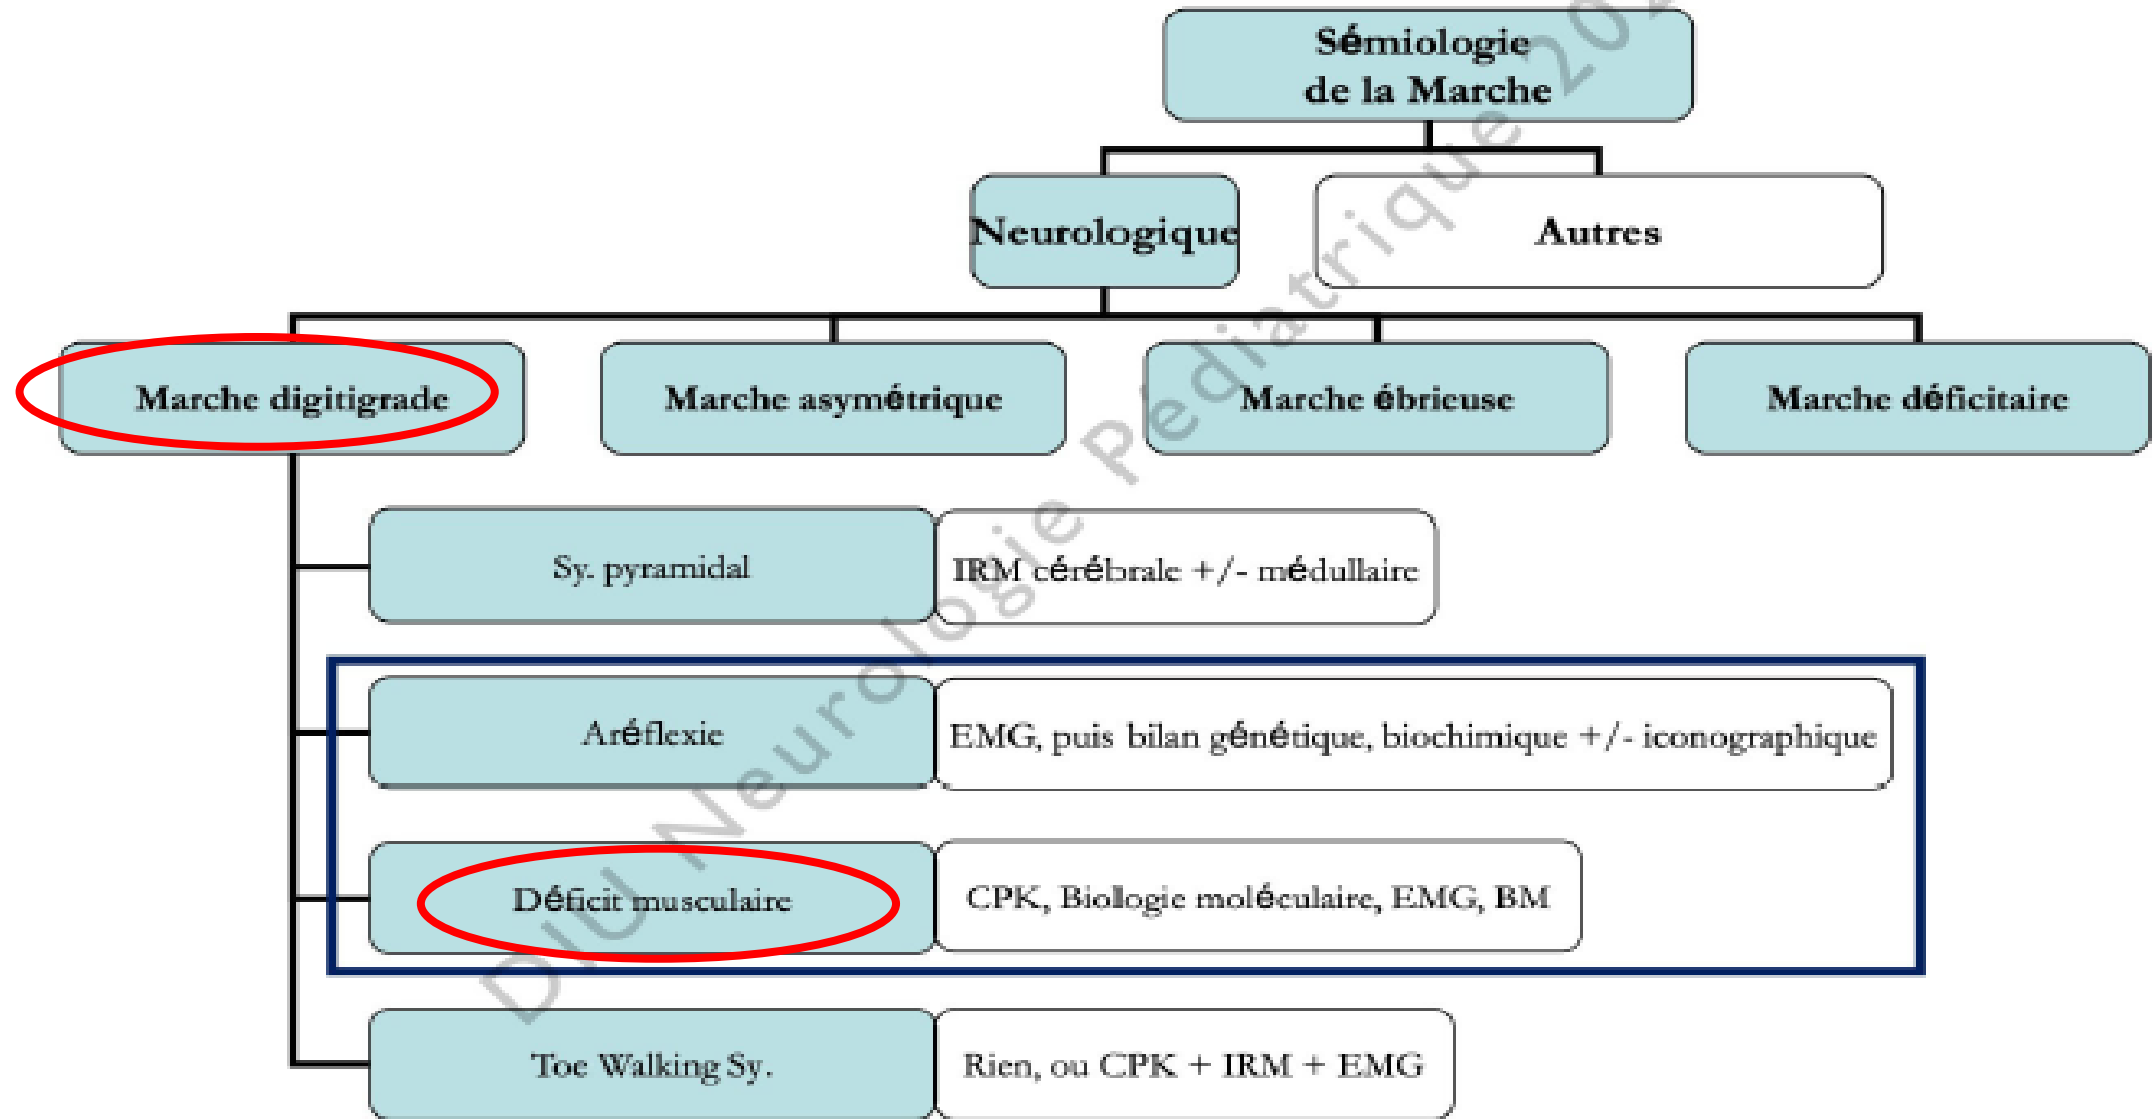 Sémiologie
de la Marche
Neurologique
Autres
Marche digitigrade
Marche asymétrique
Marche ébrieuse
Marche déficitaire
Sy. pyramidal
IRM cérébrale +/- médullaire
Aréflexie
EMG, puis bilan génétique, biochimique +/- iconographique
Déficit musculaire
CPK, Biologie moléculaire, EMG, BM
Toe Walking Sy.
Rien, ou CPK + IRM + EMG
DIU Neurologie Pédiatrique